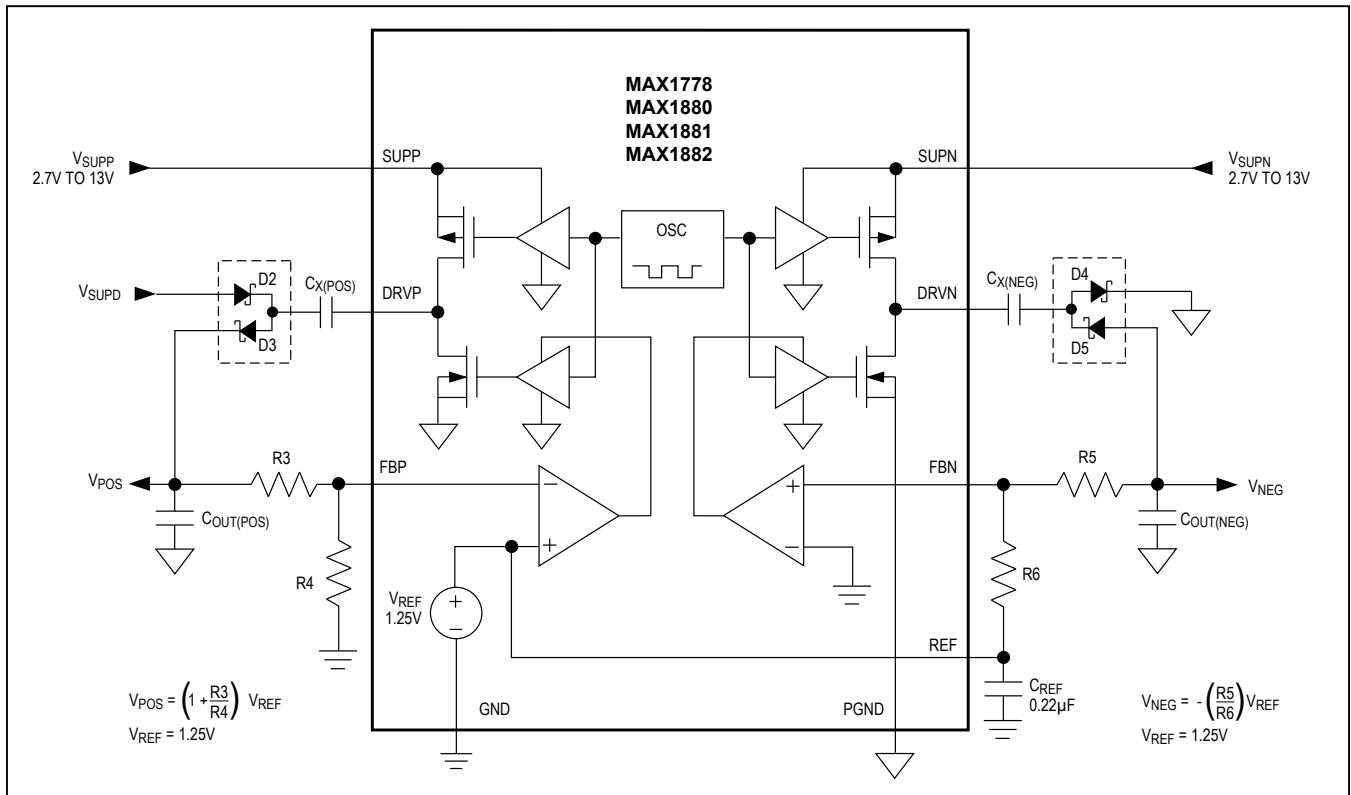 MAX1778
MAX1880
MAX1881
MAX1882
VSUPP
2.7V TO 13V
SUPP
SUPN
VSUPN
2.7V TO 13V
OSC
VSUPD
D2
D3
CX(POS)
DRVP
DRVN
CX(NEG)
D4
D5
VPOS
R3
FBP
FBN
R5
VNEG
COUT(POS)
R4
−
+
+
−
R6
COUT(NEG)
VREF
1.25V
+
−
REF
CREF
0.22µF
GND
PGND
VPOS = (1 + R3/R4) VREF
VREF = 1.25V
VNEG = - (R5/R6) VREF
VREF = 1.25V